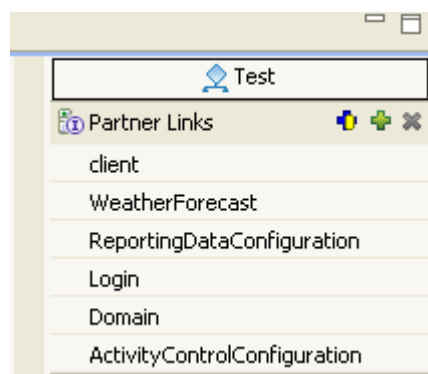 Test
Partner Links
client
WeatherForecast
ReportingDataConfiguration
Login
Domain
ActivityControlConfiguration